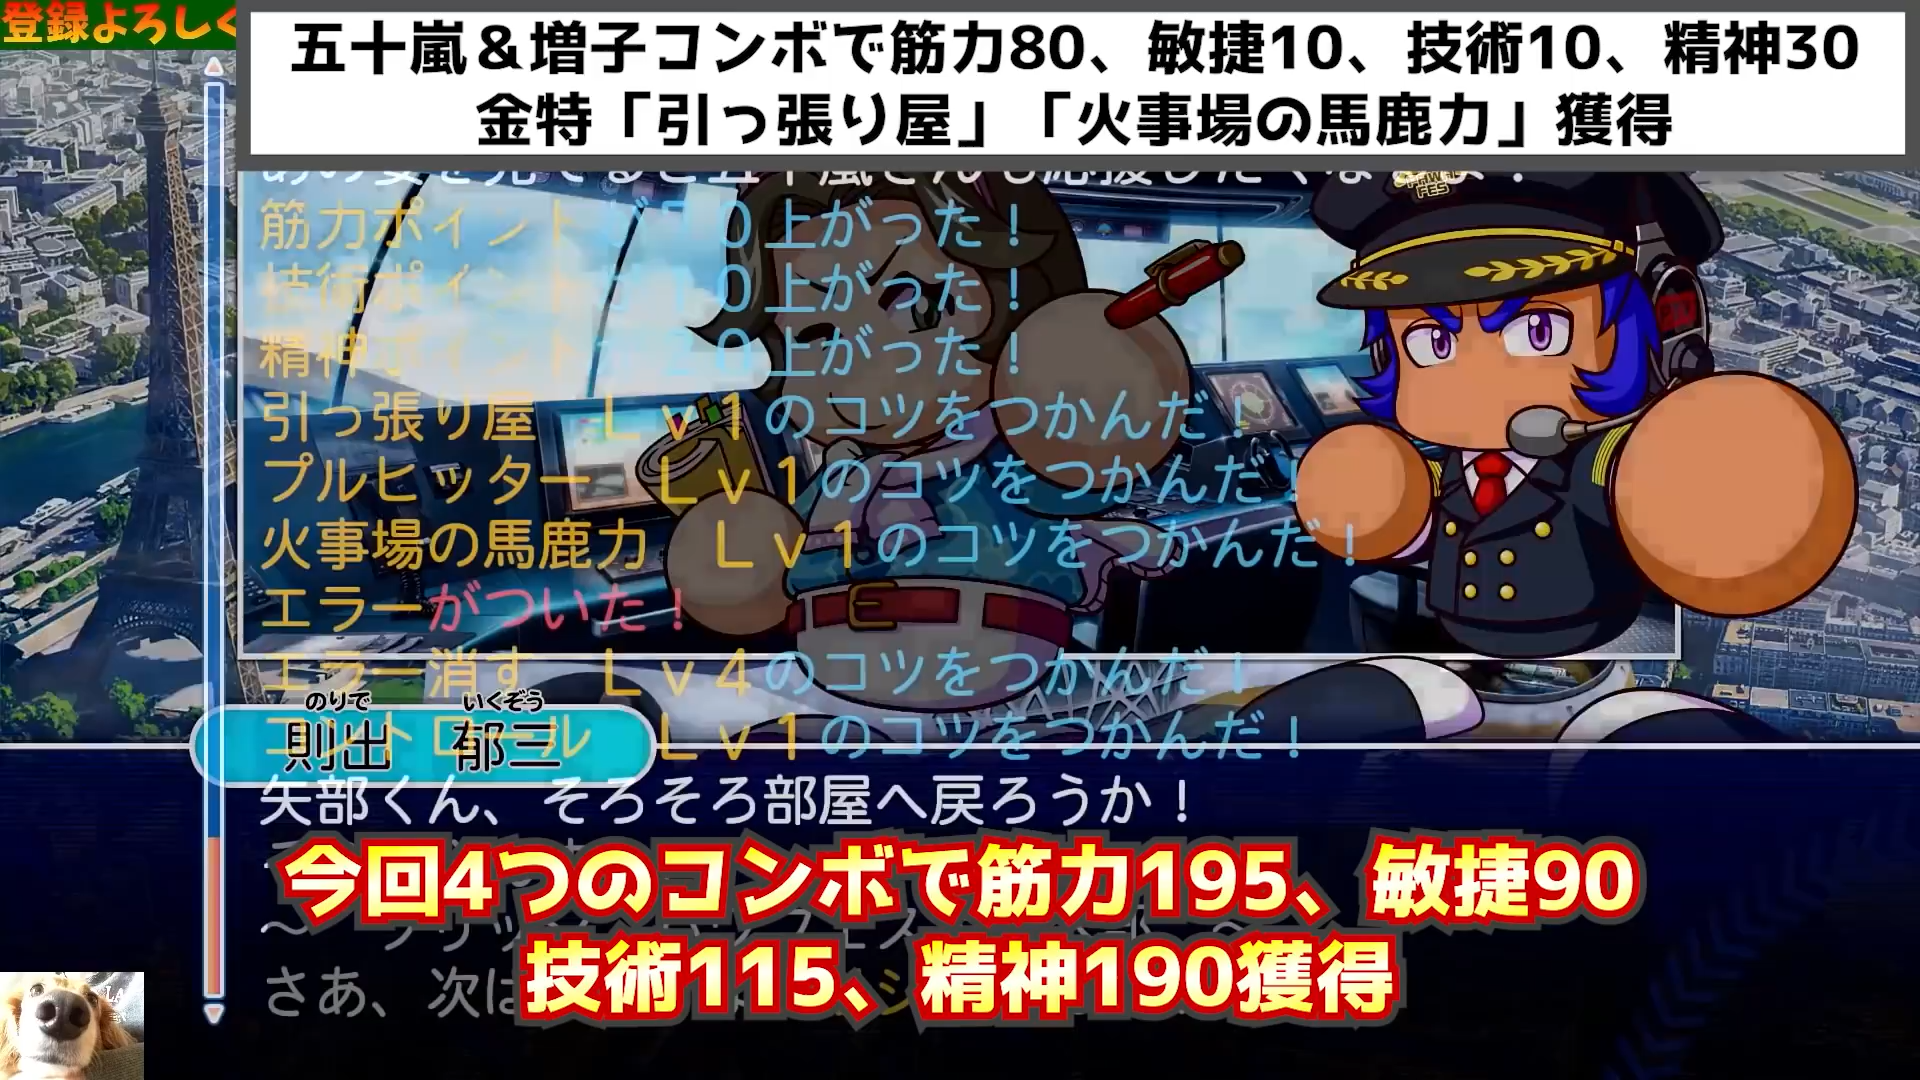 登録よろしく
五十嵐＆増子コンボで筋力80、敏捷10、技術10、精神30
金特「引っ張り屋」「火事場の馬鹿力」獲得
FES
筋力ポイント 0上がった！
技術ポイントが10上がった！
精神ポイント 20上がった！
引っ張り屋　Lv1のコツをつかんだ！
プルヒッター　Lv1のコツをつかんだ！
火事場の馬鹿力　Lv1のコツをつかんだ！
エラーがついた！
エラー消す　Lv4のコツをつかんだ！
コントロール　Lv1のコツをつかんだ！
のりで　いくぞう
則出　郁三
矢部くん、そろそろ部屋へ戻ろうか！
今回4つのコンボで筋力195、敏捷90
さあ、次は
技術115、精神190獲得